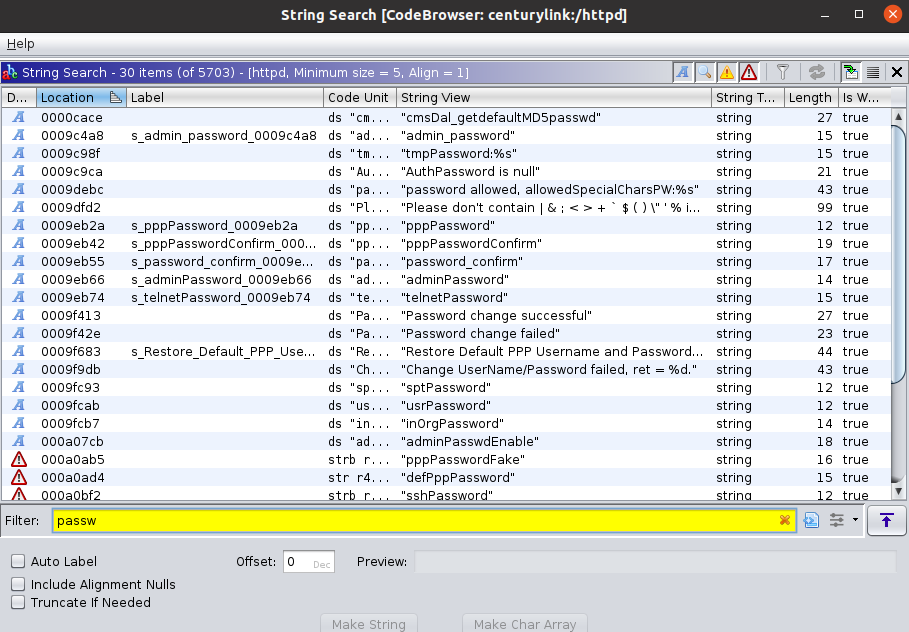 String Search [CodeBrowser: centurylink:/httpd]
Help
String Search - 30 items (of 5703) - [httpd, Minimum size = 5, Align = 1]
D... Location Label Code Unit String View String T... Length Is W...
A 0000cace ds "cm... "cmsDal_getdefaultMD5passwd" string 27 true
A 0009c4a8 s_admin_password_0009c4a8 ds "ad... "admin_password" string 15 true
A 0009c98f ds "tm... "tmpPassword:%s" string 15 true
A 0009c9ca ds "Au... "AuthPassword is null" string 21 true
A 0009debc ds "pa... "password allowed, allowedSpecialCharsPW:%s" string 43 true
A 0009dfd2 ds "Pl... "Please don't contain | & ; < > + ` $ ( ) \" ' % i... string 99 true
A 0009eb2a s_pppPassword_0009eb2a ds "pp... "pppPassword" string 12 true
A 0009eb42 s_pppPasswordConfirm_000... ds "pp... "pppPasswordConfirm" string 19 true
A 0009eb55 s_password_confirm_0009e... ds "pa... "password_confirm" string 17 true
A 0009eb66 s_adminPassword_0009eb66 ds "ad... "adminPassword" string 14 true
A 0009eb74 s_telnetPassword_0009eb74 ds "te... "telnetPassword" string 15 true
A 0009f413 ds "Pa... "Password change successful" string 27 true
A 0009f42e ds "Pa... "Password change failed" string 23 true
A 0009f683 s_Restore_Default_PPP_Use... ds "Re... "Restore Default PPP Username and Password... string 44 true
A 0009f9db ds "Ch... "Change UserName/Password failed, ret = %d." string 43 true
A 0009fc93 ds "sp... "sptPassword" string 12 true
A 0009fcab ds "us... "usrPassword" string 12 true
A 0009fcb7 ds "in... "inOrgPassword" string 14 true
A 000a07cb ds "ad... "adminPasswdEnable" string 18 true
000a0ab5 strb r... "pppPasswordFake" string 16 true
000a0ad4 str r4... "defPppPassword" string 15 true
000a0bf2 strb r... "sshPassword" string 12 true
Filter: passw
Auto Label Offset: 0 Dec Preview:
Include Alignment Nulls
Truncate If Needed
Make String Make Char Array